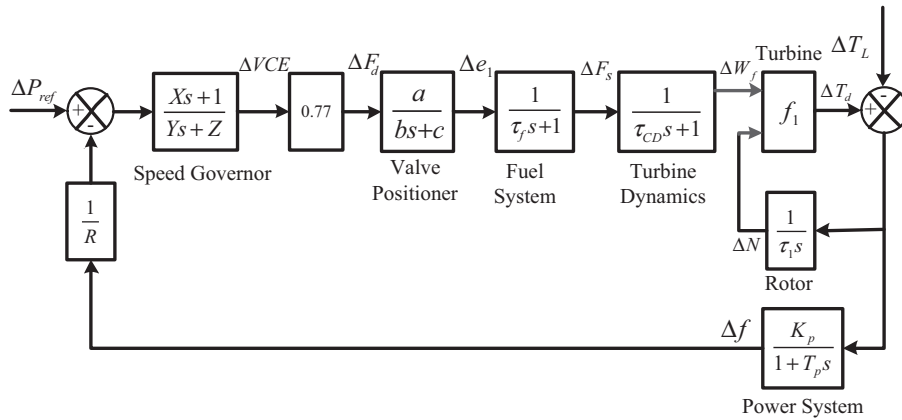 ΔP_ref
+
-
Xs+1
Ys+Z
Speed Governor
ΔVCE
0.77
ΔF_d
a
bs+c
Valve
Positioner
Δe_1
1
τ_f s+1
Fuel
System
ΔF_s
1
τ_CD s+1
Turbine
Dynamics
ΔW_f
Turbine
f_1
ΔT_d
ΔT_L
-
+
1
R
ΔN
1
τ_1 s
Rotor
Δf
K_p
1+T_p s
Power System